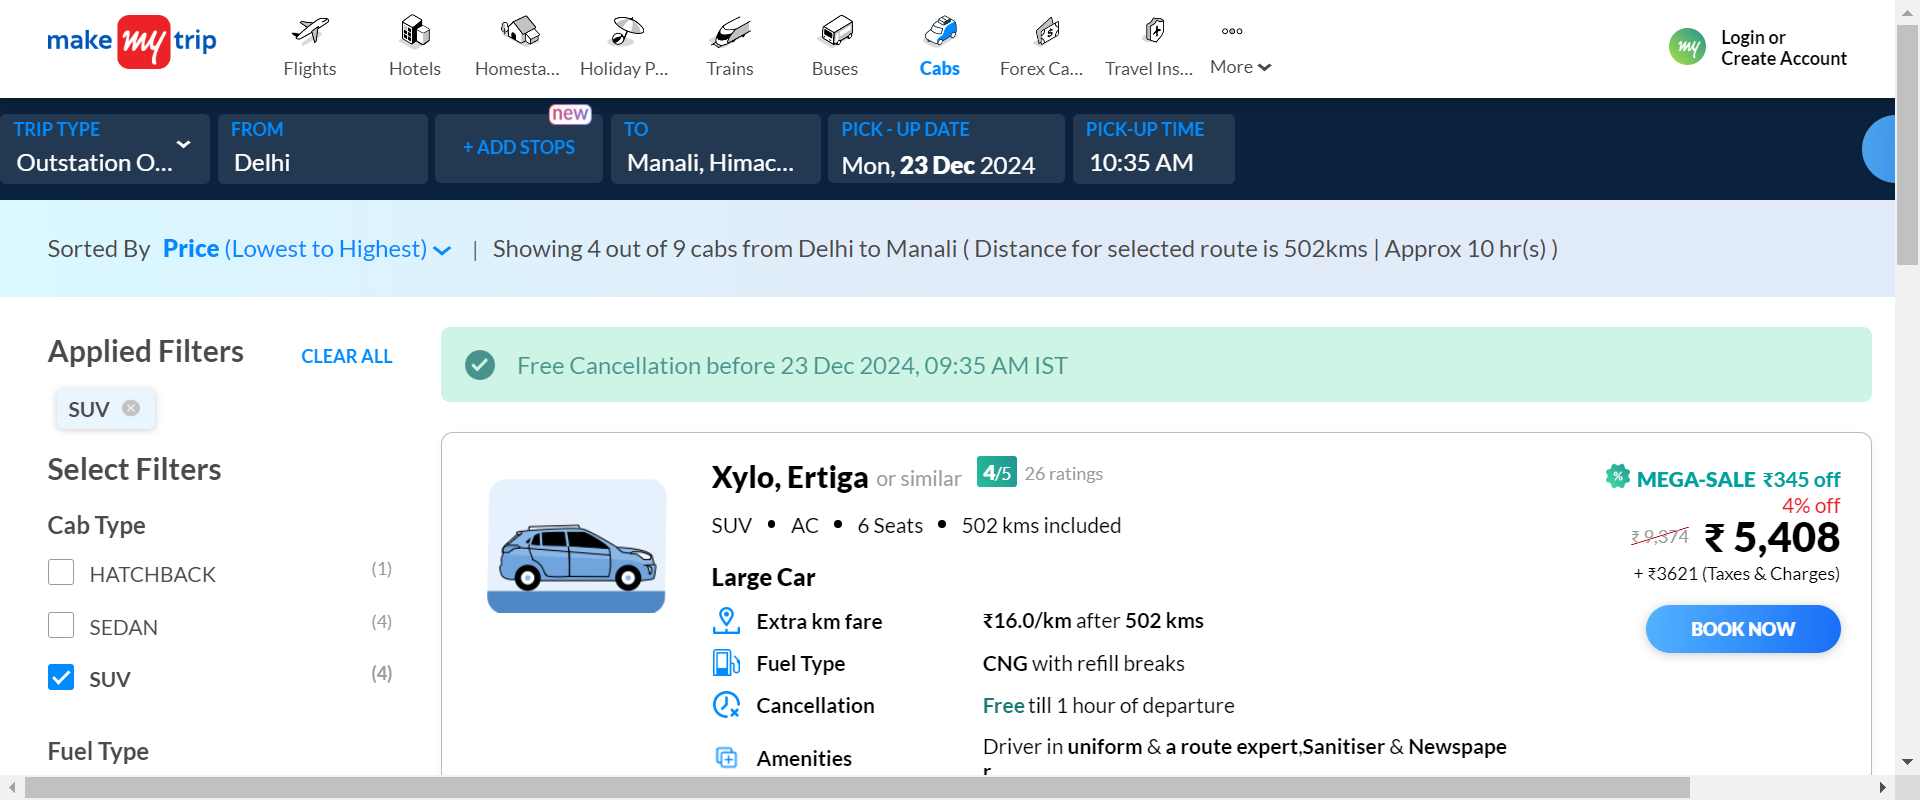 make my trip
Flights
Hotels
Homesta...
Holiday P...
Trains
Buses
Cabs
Forex Ca...
Travel Ins...
More
my
Login or
Create Account
TRIP TYPE
Outstation O...
FROM
Delhi
+ ADD STOPS
new
TO
Manali, Himac...
PICK - UP DATE
Mon, 23 Dec 2024
PICK-UP TIME
10:35 AM
Sorted By Price (Lowest to Highest) | Showing 4 out of 9 cabs from Delhi to Manali ( Distance for selected route is 502kms | Approx 10 hr(s) )
Applied Filters
CLEAR ALL
SUV
Select Filters
Cab Type
HATCHBACK (1)
SEDAN (4)
SUV (4)
Fuel Type
Free Cancellation before 23 Dec 2024, 09:35 AM IST
Xylo, Ertiga or similar 4/5 26 ratings
SUV • AC • 6 Seats • 502 kms included
Large Car
Extra km fare ₹16.0/km after 502 kms
Fuel Type CNG with refill breaks
Cancellation Free till 1 hour of departure
Amenities Driver in uniform & a route expert,Sanitiser & Newspape
r
% MEGA-SALE ₹345 off
4% off
₹ 9,374 ₹ 5,408
+ ₹3621 (Taxes & Charges)
BOOK NOW